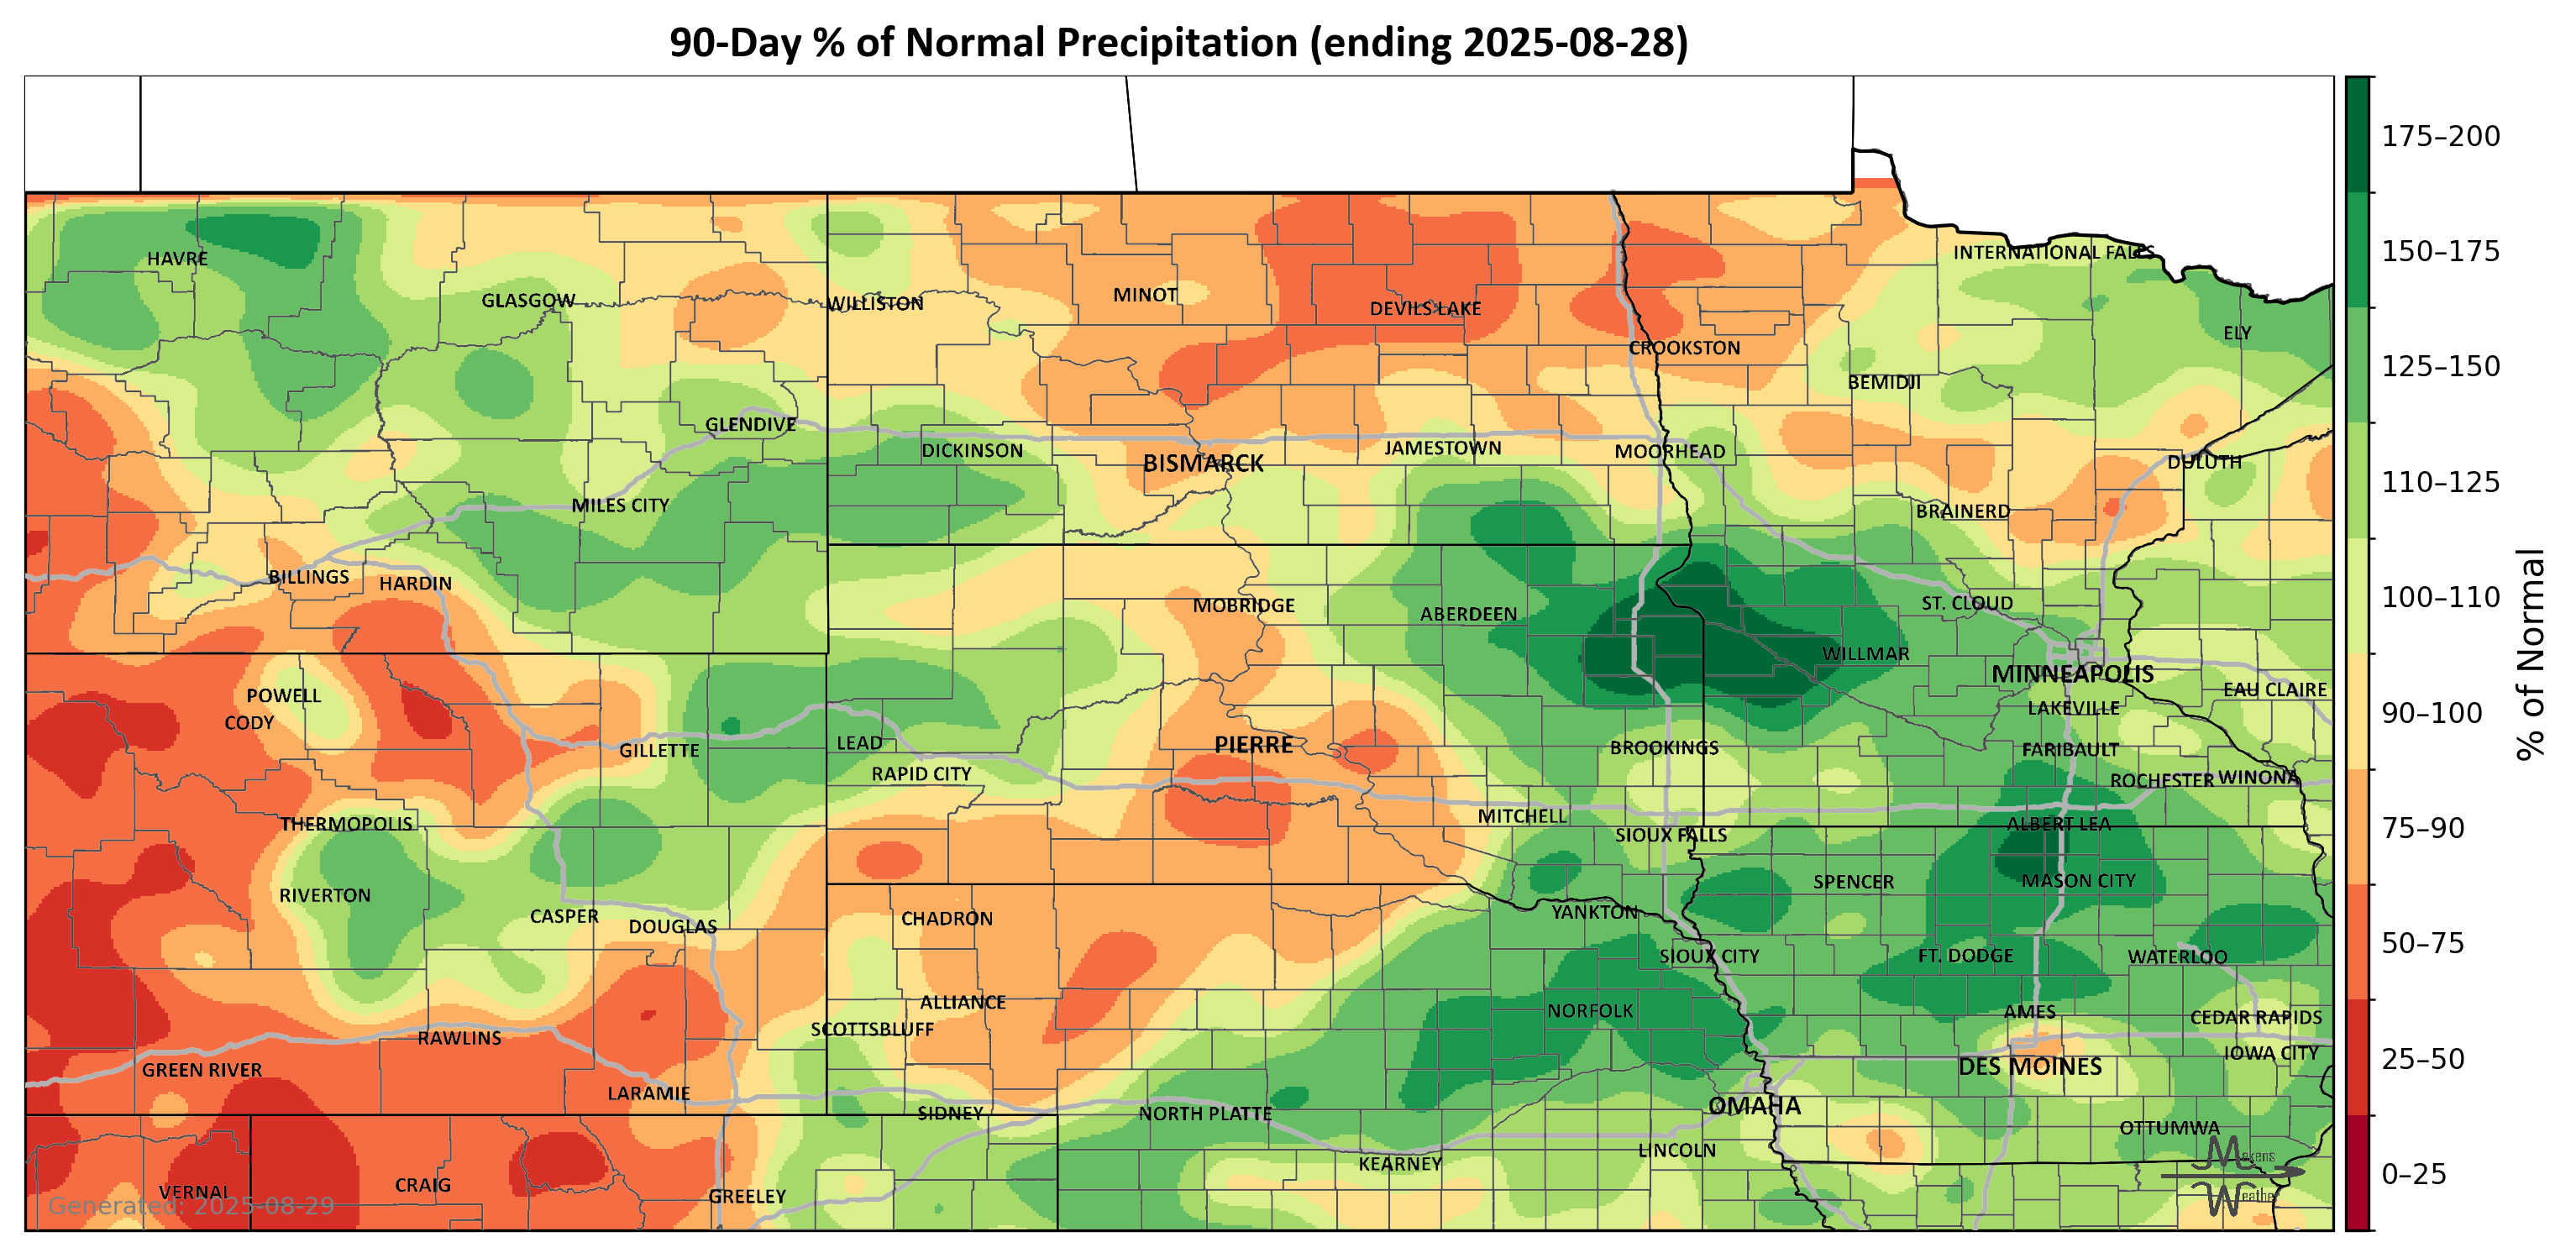 90-Day % of Normal Precipitation (ending 2025-08-28)
175–200
INTERNATIONAL FALLS
150–175
HAVRE
GLASGOW
WILLISTON
MINOT
DEVILS LAKE
ELY
CROOKSTON
125–150
BEMIDJI
GLENDIVE
DICKINSON
BISMARCK
JAMESTOWN
MOORHEAD
DULUTH
110–125
MILES CITY
BRAINERD
BILLINGS
HARDIN
100–110
MOBRIDGE
ABERDEEN
ST. CLOUD
% of Normal
WILLMAR
MINNEAPOLIS
POWELL
EAU CLAIRE
CODY
LAKEVILLE
90–100
GILLETTE
LEAD
PIERRE
BROOKINGS
FARIBAULT
RAPID CITY
ROCHESTER
WINONA
THERMOPOLIS
MITCHELL
SIOUX FALLS
ALBERT LEA
75–90
RIVERTON
SPENCER
MASON CITY
CASPER
DOUGLAS
CHADRON
YANKTON
SIOUX CITY
FT. DODGE
WATERLOO
50–75
ALLIANCE
NORFOLK
AMES
SCOTTSBLUFF
CEDAR RAPIDS
RAWLINS
IOWA CITY
GREEN RIVER
DES MOINES
25–50
LARAMIE
SIDNEY
NORTH PLATTE
OMAHA
OTTUMWA
LINCOLN
KEARNEY
Makens
Weather
0–25
VERNAL
CRAIG
GREELEY
Generated: 2025-08-29